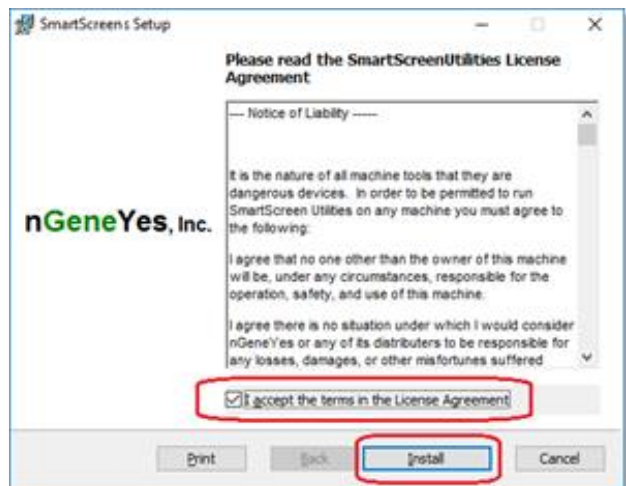 SmartScreens Setup
Please read the SmartScreenUtilities License
Agreement
--- Notice of Liability -----
It is the nature of all machine tools that they are
dangerous devices. In order to be permitted to run
SmartScreen Utilities on any machine you must agree to
the following:
nGeneYes, Inc.
I agree that no one other than the owner of this machine
will be, under any circumstances, responsible for the
operation, safety, and use of this machine.
I agree there is no situation under which I would consider
nGeneYes or any of its distributers to be responsible for
any losses, damages, or other misfortunes suffered
I accept the terms in the License Agreement
Print
Back
Install
Cancel